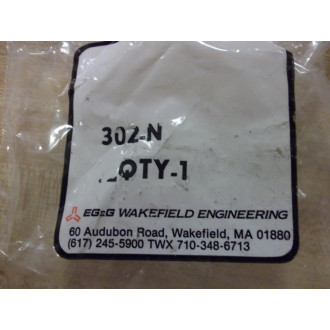 302-N
QTY-1
EG&G WAKEFIELD ENGINEERING
60 Audubon Road, Wakefield, MA 01880
(617) 245-5900 TWX 710-348-6713